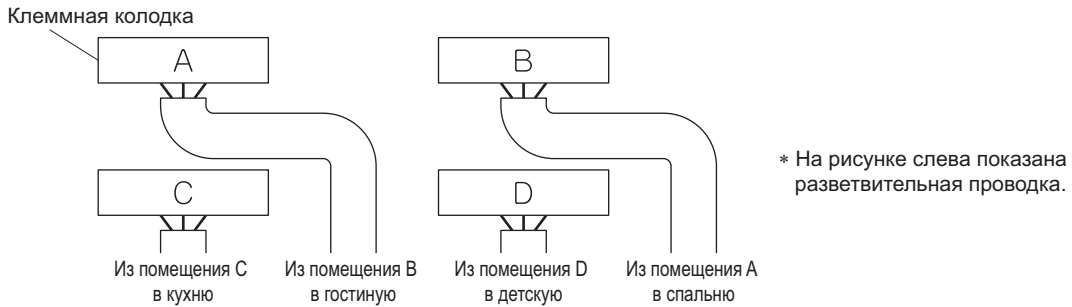 Клеммная колодка
A
B
C
D
∗ На рисунке слева показана
разветвительная проводка.
Из помещения C
в кухню
Из помещения B
в гостиную
Из помещения D
в детскую
Из помещения A
в спальню